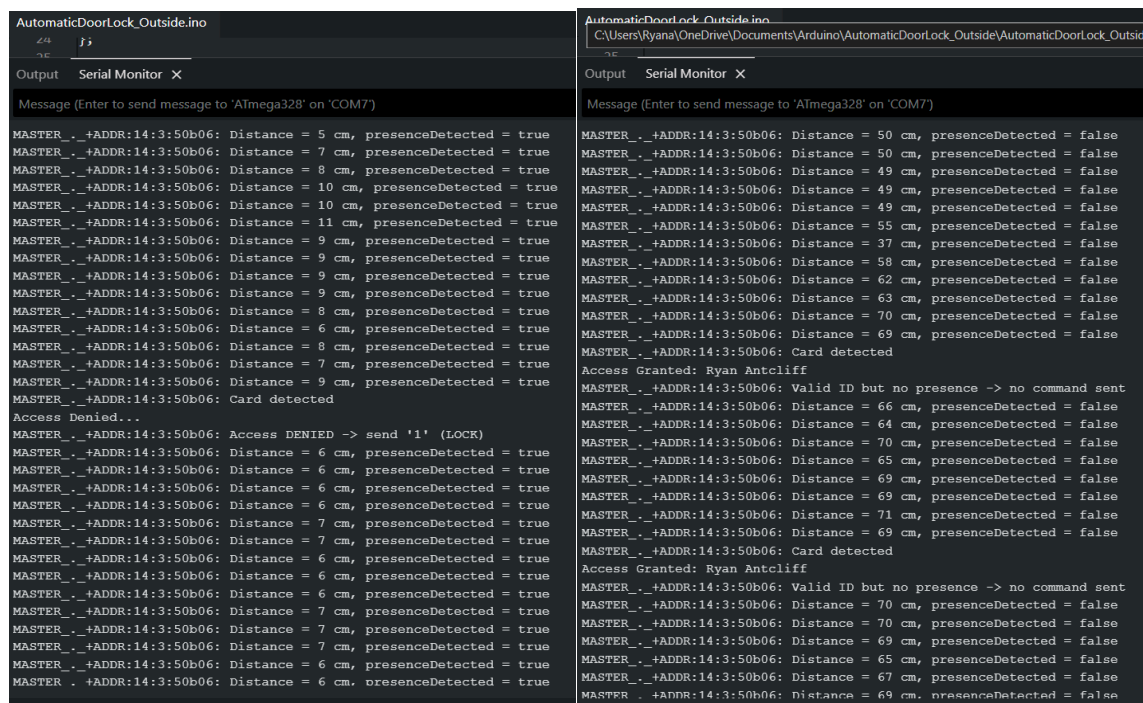 AutomaticDoorLock_Outside.ino
24 };
25
Output Serial Monitor X
Message (Enter to send message to 'ATmega328' on 'COM7')
MASTER_._+ADDR:14:3:50b06: Distance = 5 cm, presenceDetected = true
MASTER_._+ADDR:14:3:50b06: Distance = 7 cm, presenceDetected = true
MASTER_._+ADDR:14:3:50b06: Distance = 8 cm, presenceDetected = true
MASTER_._+ADDR:14:3:50b06: Distance = 10 cm, presenceDetected = true
MASTER_._+ADDR:14:3:50b06: Distance = 10 cm, presenceDetected = true
MASTER_._+ADDR:14:3:50b06: Distance = 11 cm, presenceDetected = true
MASTER_._+ADDR:14:3:50b06: Distance = 9 cm, presenceDetected = true
MASTER_._+ADDR:14:3:50b06: Distance = 9 cm, presenceDetected = true
MASTER_._+ADDR:14:3:50b06: Distance = 9 cm, presenceDetected = true
MASTER_._+ADDR:14:3:50b06: Distance = 9 cm, presenceDetected = true
MASTER_._+ADDR:14:3:50b06: Distance = 8 cm, presenceDetected = true
MASTER_._+ADDR:14:3:50b06: Distance = 6 cm, presenceDetected = true
MASTER_._+ADDR:14:3:50b06: Distance = 8 cm, presenceDetected = true
MASTER_._+ADDR:14:3:50b06: Distance = 7 cm, presenceDetected = true
MASTER_._+ADDR:14:3:50b06: Distance = 9 cm, presenceDetected = true
MASTER_._+ADDR:14:3:50b06: Card detected
Access Denied...
MASTER_._+ADDR:14:3:50b06: Access DENIED -> send '1' (LOCK)
MASTER_._+ADDR:14:3:50b06: Distance = 6 cm, presenceDetected = true
MASTER_._+ADDR:14:3:50b06: Distance = 6 cm, presenceDetected = true
MASTER_._+ADDR:14:3:50b06: Distance = 6 cm, presenceDetected = true
MASTER_._+ADDR:14:3:50b06: Distance = 6 cm, presenceDetected = true
MASTER_._+ADDR:14:3:50b06: Distance = 7 cm, presenceDetected = true
MASTER_._+ADDR:14:3:50b06: Distance = 7 cm, presenceDetected = true
MASTER_._+ADDR:14:3:50b06: Distance = 6 cm, presenceDetected = true
MASTER_._+ADDR:14:3:50b06: Distance = 6 cm, presenceDetected = true
MASTER_._+ADDR:14:3:50b06: Distance = 6 cm, presenceDetected = true
MASTER_._+ADDR:14:3:50b06: Distance = 7 cm, presenceDetected = true
MASTER_._+ADDR:14:3:50b06: Distance = 7 cm, presenceDetected = true
MASTER_._+ADDR:14:3:50b06: Distance = 7 cm, presenceDetected = true
MASTER_._+ADDR:14:3:50b06: Distance = 6 cm, presenceDetected = true
MASTER_._+ADDR:14:3:50b06: Distance = 6 cm, presenceDetected = true
AutomaticDoorLock_Outside.ino
C:\Users\Ryana\OneDrive\Documents\Arduino\AutomaticDoorLock_Outside\AutomaticDoorLock_Outsid
25
Output Serial Monitor X
Message (Enter to send message to 'ATmega328' on 'COM7')
MASTER_._+ADDR:14:3:50b06: Distance = 50 cm, presenceDetected = false
MASTER_._+ADDR:14:3:50b06: Distance = 50 cm, presenceDetected = false
MASTER_._+ADDR:14:3:50b06: Distance = 49 cm, presenceDetected = false
MASTER_._+ADDR:14:3:50b06: Distance = 49 cm, presenceDetected = false
MASTER_._+ADDR:14:3:50b06: Distance = 49 cm, presenceDetected = false
MASTER_._+ADDR:14:3:50b06: Distance = 55 cm, presenceDetected = false
MASTER_._+ADDR:14:3:50b06: Distance = 37 cm, presenceDetected = false
MASTER_._+ADDR:14:3:50b06: Distance = 58 cm, presenceDetected = false
MASTER_._+ADDR:14:3:50b06: Distance = 62 cm, presenceDetected = false
MASTER_._+ADDR:14:3:50b06: Distance = 63 cm, presenceDetected = false
MASTER_._+ADDR:14:3:50b06: Distance = 70 cm, presenceDetected = false
MASTER_._+ADDR:14:3:50b06: Distance = 69 cm, presenceDetected = false
MASTER_._+ADDR:14:3:50b06: Card detected
Access Granted: Ryan Antcliff
MASTER_._+ADDR:14:3:50b06: Valid ID but no presence -> no command sent
MASTER_._+ADDR:14:3:50b06: Distance = 66 cm, presenceDetected = false
MASTER_._+ADDR:14:3:50b06: Distance = 64 cm, presenceDetected = false
MASTER_._+ADDR:14:3:50b06: Distance = 70 cm, presenceDetected = false
MASTER_._+ADDR:14:3:50b06: Distance = 65 cm, presenceDetected = false
MASTER_._+ADDR:14:3:50b06: Distance = 69 cm, presenceDetected = false
MASTER_._+ADDR:14:3:50b06: Distance = 69 cm, presenceDetected = false
MASTER_._+ADDR:14:3:50b06: Distance = 71 cm, presenceDetected = false
MASTER_._+ADDR:14:3:50b06: Distance = 69 cm, presenceDetected = false
MASTER_._+ADDR:14:3:50b06: Card detected
Access Granted: Ryan Antcliff
MASTER_._+ADDR:14:3:50b06: Valid ID but no presence -> no command sent
MASTER_._+ADDR:14:3:50b06: Distance = 70 cm, presenceDetected = false
MASTER_._+ADDR:14:3:50b06: Distance = 70 cm, presenceDetected = false
MASTER_._+ADDR:14:3:50b06: Distance = 69 cm, presenceDetected = false
MASTER_._+ADDR:14:3:50b06: Distance = 65 cm, presenceDetected = false
MASTER_._+ADDR:14:3:50b06: Distance = 67 cm, presenceDetected = false
MASTER_._+ADDR:14:3:50b06: Distance = 69 cm, presenceDetected = false